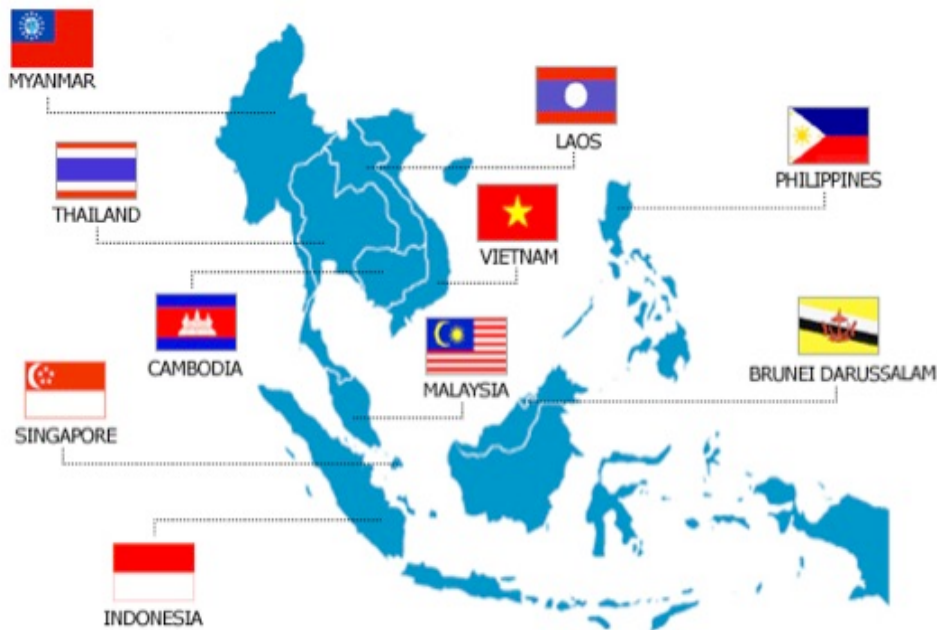 MYANMAR
LAOS
PHILIPPINES
THAILAND
VIETNAM
CAMBODIA
MALAYSIA
BRUNEI DARUSSALAM
SINGAPORE
INDONESIA